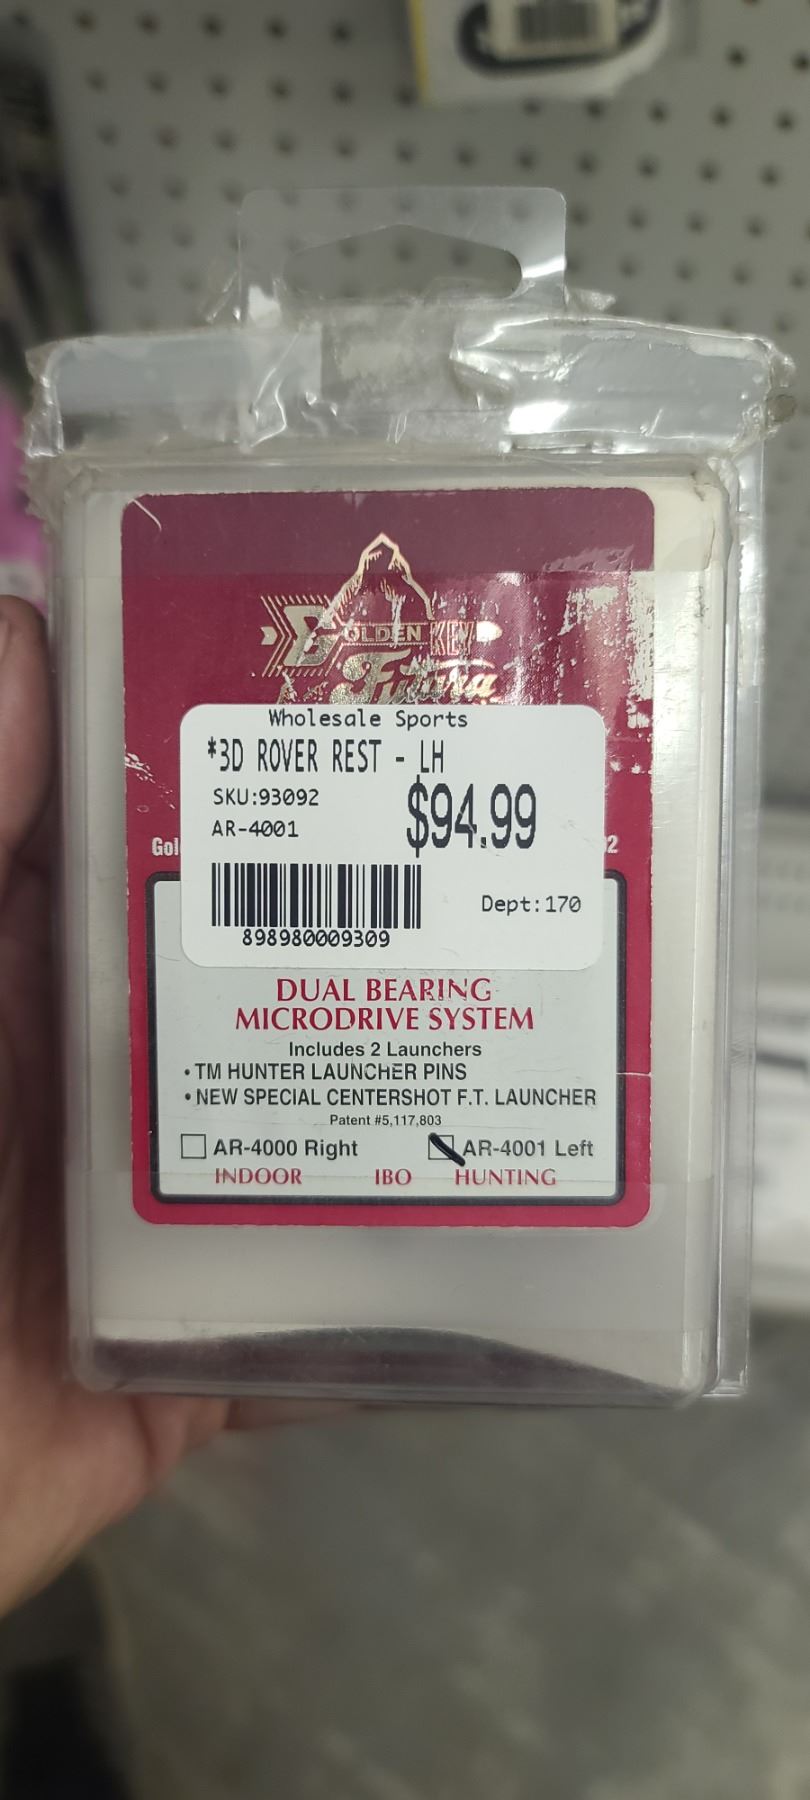 GOLDEN KEY
Futura
Wholesale Sports
*3D ROVER REST - LH
SKU:93092
$94.99
AR-4001
Gol
2
Dept:170
898980009309
DUAL BEARING
MICRODRIVE SYSTEM
Includes 2 Launchers
• TM HUNTER LAUNCHER PINS
• NEW SPECIAL CENTERSHOT F.T. LAUNCHER
Patent #5,117,803
AR-4000 Right
AR-4001 Left
INDOOR IBO HUNTING